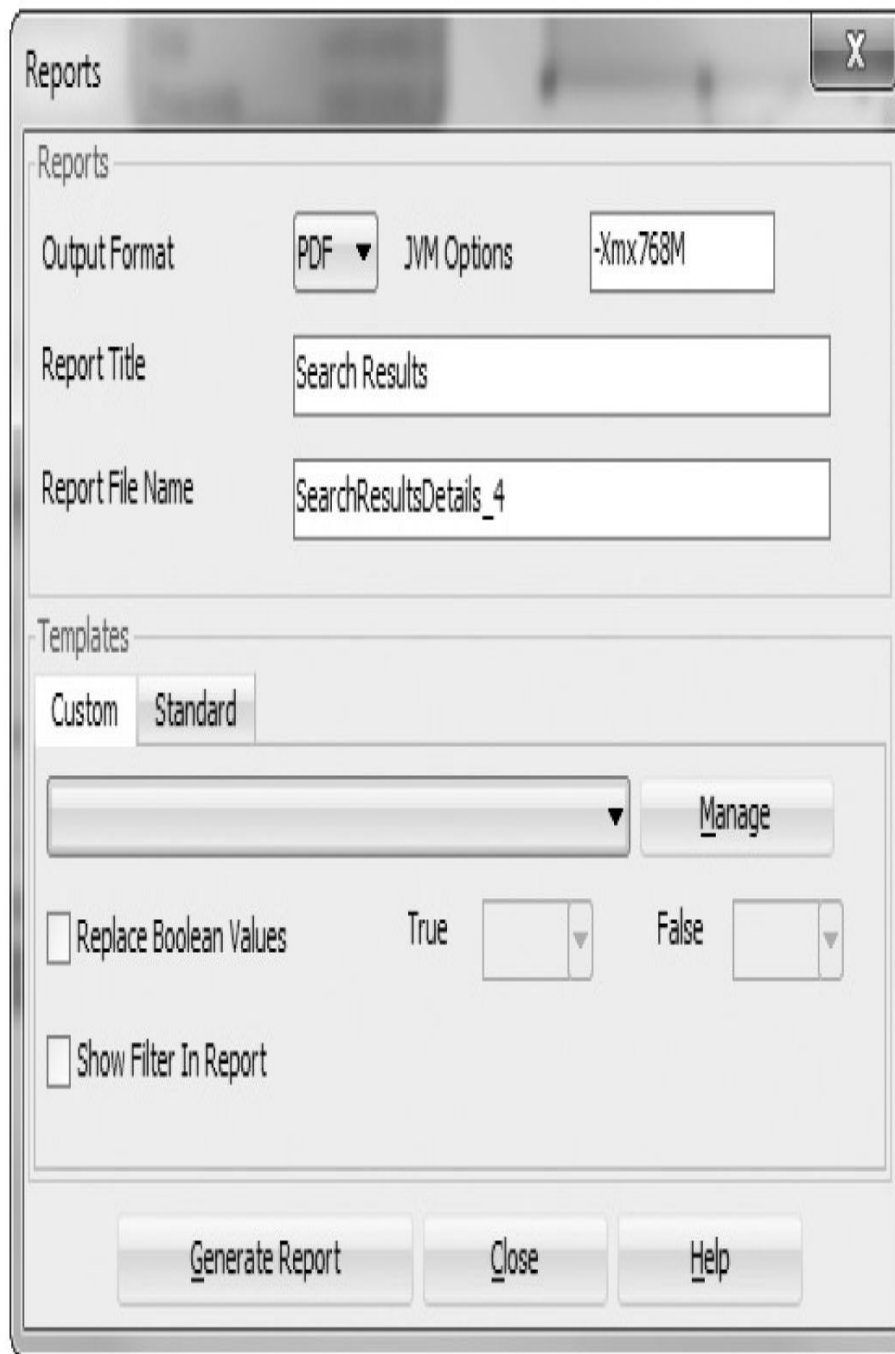 Reports
X
Reports
Output Format PDF JVM Options -Xmx768M
Report Title Search Results
Report File Name SearchResultsDetails_4
Templates
Custom Standard
Manage
Replace Boolean Values True False
Show Filter In Report
Generate Report Close Help